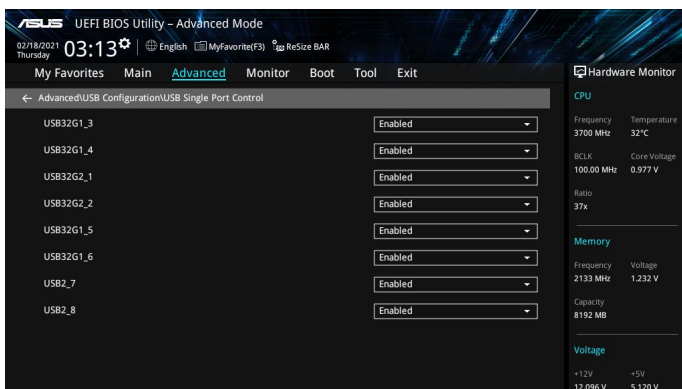 ASUS UEFI BIOS Utility – Advanced Mode
02/18/2021 Thursday 03:13 English MyFavorite(F3) ReSize BAR
My Favorites Main Advanced Monitor Boot Tool Exit
← Advanced\USB Configuration\USB Single Port Control
USB32G1_3 Enabled
USB32G1_4 Enabled
USB32G2_1 Enabled
USB32G2_2 Enabled
USB32G1_5 Enabled
USB32G1_6 Enabled
USB2_7 Enabled
USB2_8 Enabled
Hardware Monitor
CPU
Frequency Temperature
3700 MHz 32°C
BCLK Core Voltage
100.00 MHz 0.977 V
Ratio
37x
Memory
Frequency Voltage
2133 MHz 1.232 V
Capacity
8192 MB
Voltage
+12V +5V
12.096 V 5.120 V